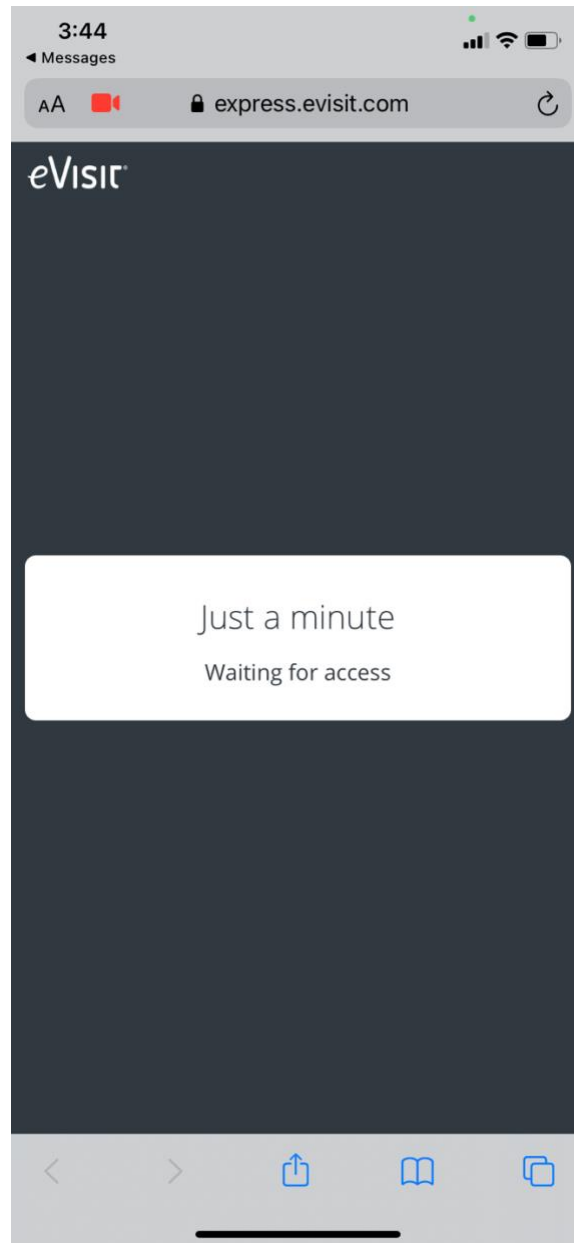 3:44
◀ Messages
AA express.evisit.com
eVisit®
Just a minute
Waiting for access